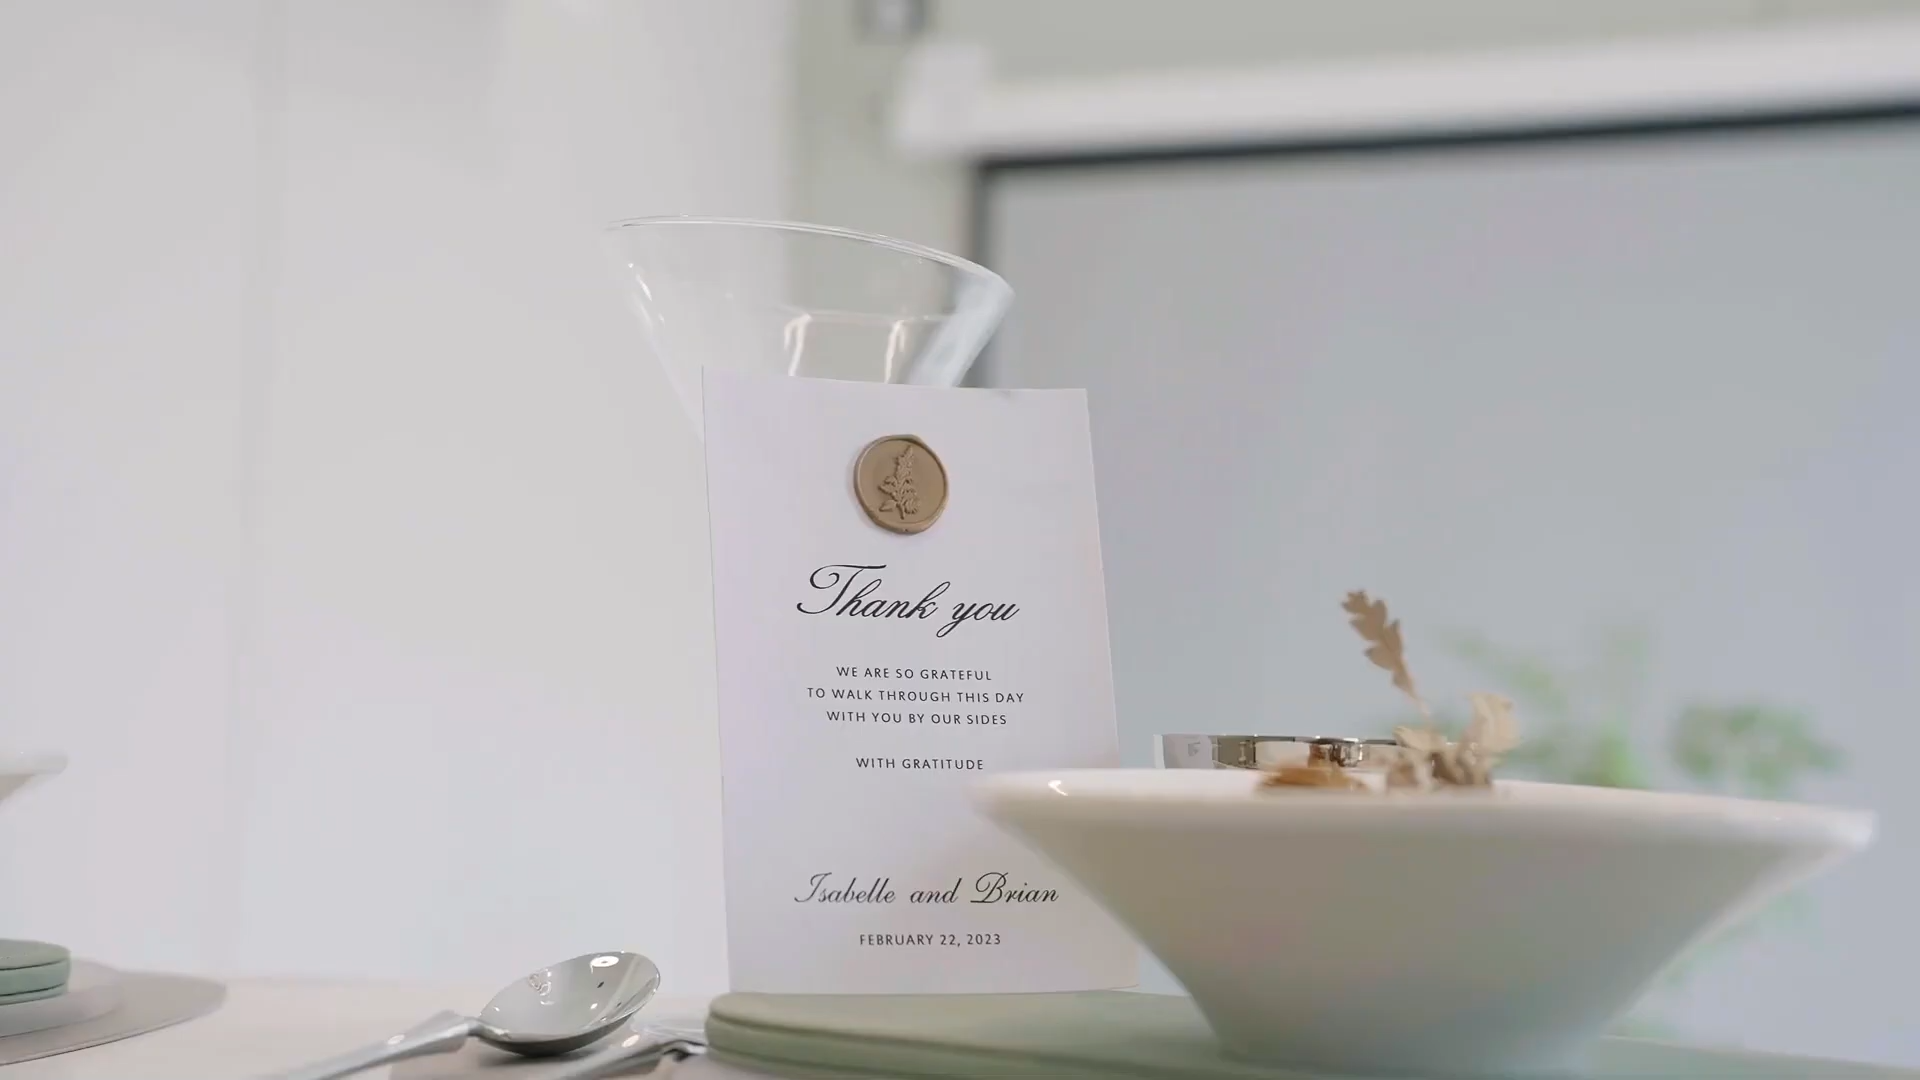 Thank you
WE ARE SO GRATEFUL
TO WALK THROUGH THIS DAY
WITH YOU BY OUR SIDES
WITH GRATITUDE
Isabelle and Brian
FEBRUARY 22, 2023